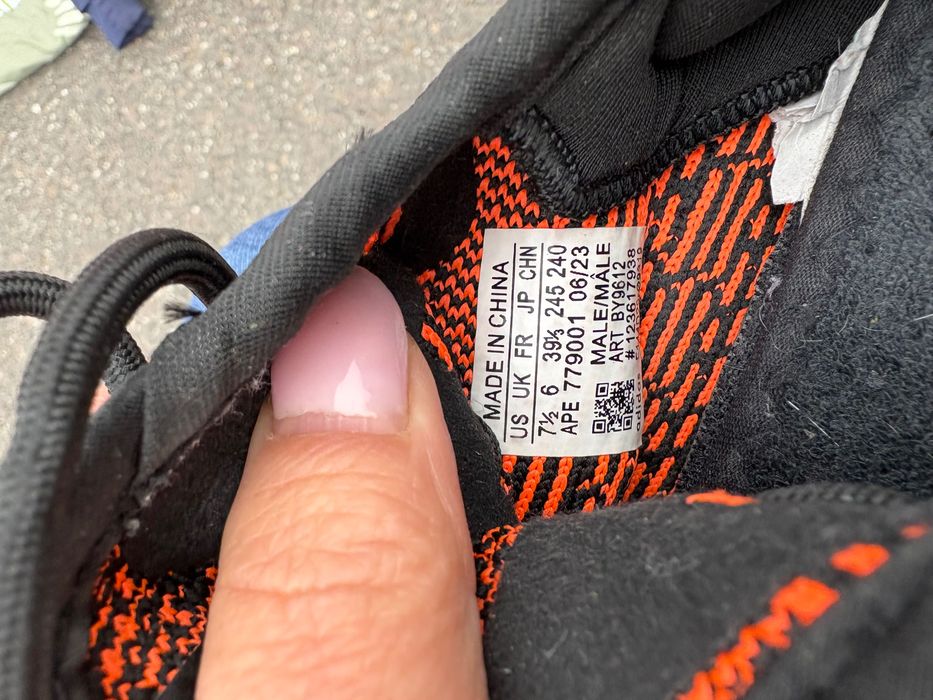 MADE IN CHINA
US UK FR JP CHN
7½ 6 39⅓ 245 240
APE 779001 06/23
MALE/MÂLE
ART BY9612
#123617938
adidas